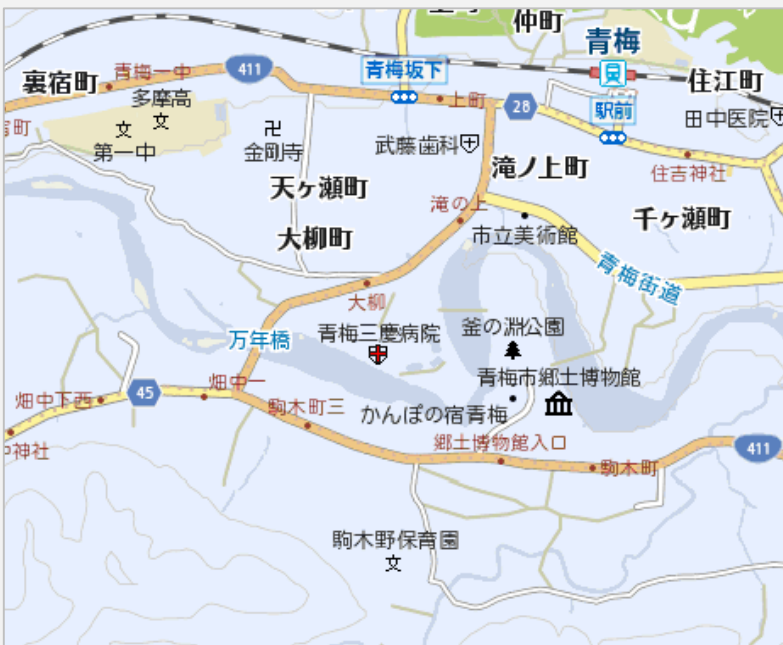 仲町
青梅
裏宿町
青梅一中
411
青梅坂下
住江町
多摩高
上町
28
駅前
田中医院
第一中
金剛寺
武藤歯科
滝ノ上町
住吉神社
天ヶ瀬町
滝の上
千ヶ瀬町
大柳町
市立美術館
青梅街道
大柳
万年橋
青梅三慶病院
釜の淵公園
青梅市郷土博物館
畑中一
45
畑中下西
駒木町三
かんぽの宿青梅
郷土博物館入口
411
駒木町
神社
駒木野保育園